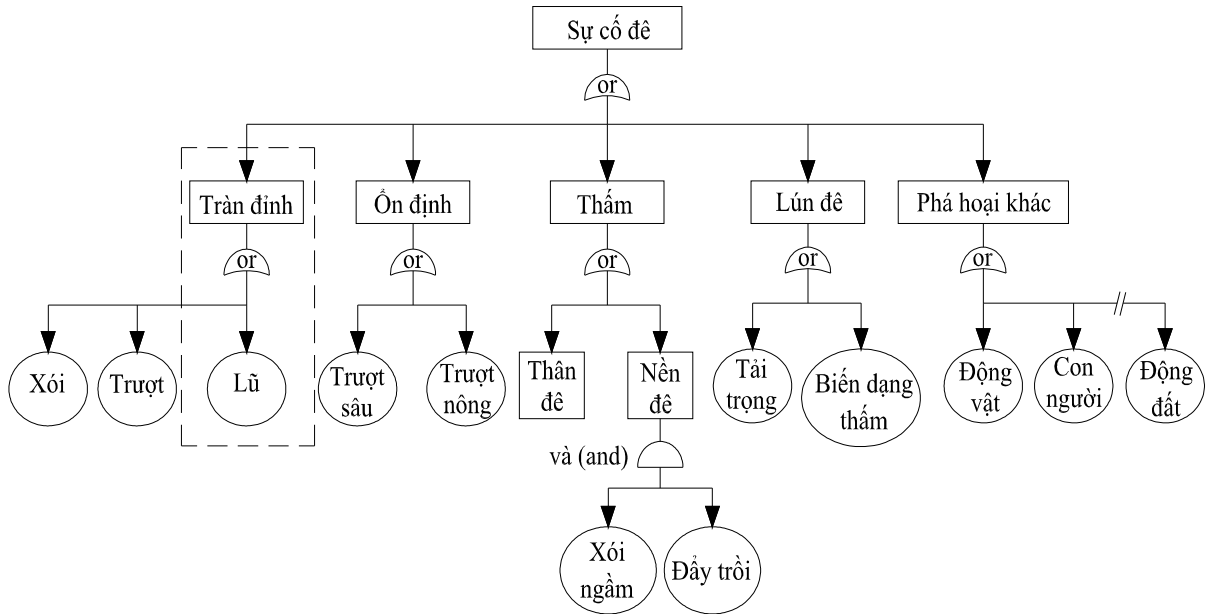 Sự cố đê
or
Tràn đỉnh
Ổn định
Thấm
Lún đê
Phá hoại khác
or
or
or
or
or
Xói
Trượt
Lũ
Trượt
sâu
Trượt
nông
Thân
đê
Nền
đê
Tải
trọng
Biến dạng
thấm
Động
vật
Con
người
Động
đất
và (and)
Xói
ngầm
Đẩy trồi